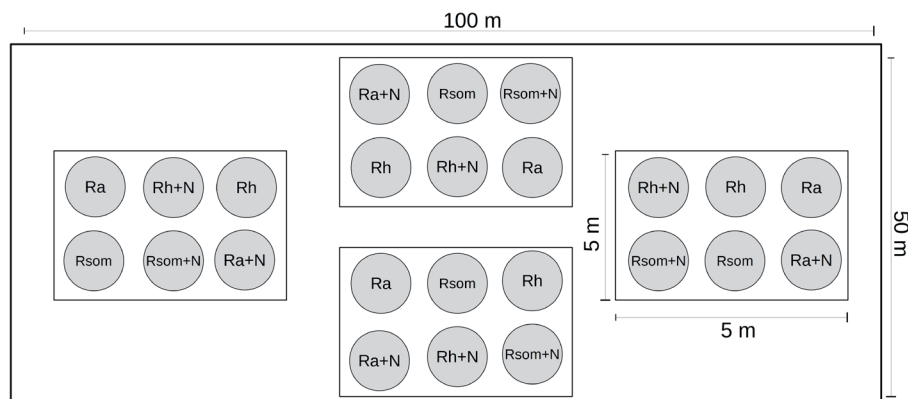 100 m
Ra+N Rsom Rsom+N
Rh Rh+N Ra
Ra Rh+N Rh
Rsom Rsom+N Ra+N
Rh+N Rh Ra
Rsom+N Rsom Ra+N
5 m
5 m
50 m
Ra Rsom Rh
Ra+N Rh+N Rsom+N